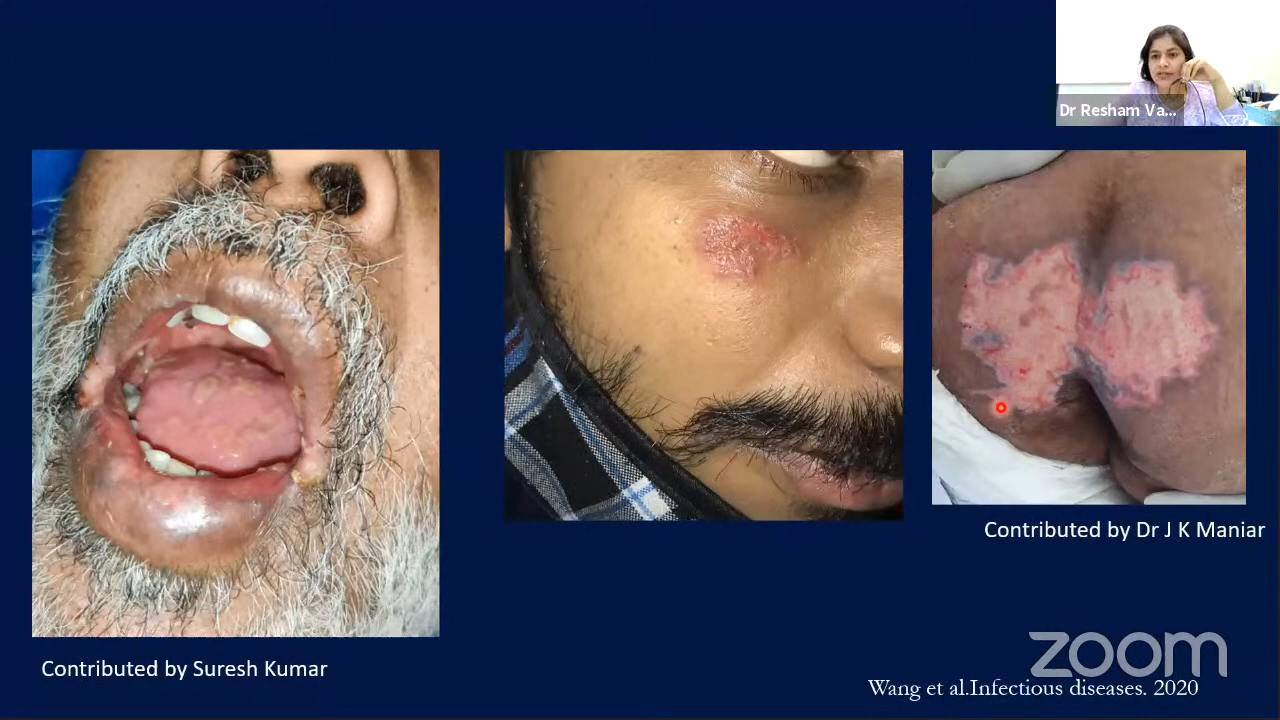 Dr Resham Va...
Contributed by Dr J K Maniar
Contributed by Suresh Kumar
zoom
Wang et al.Infectious diseases. 2020